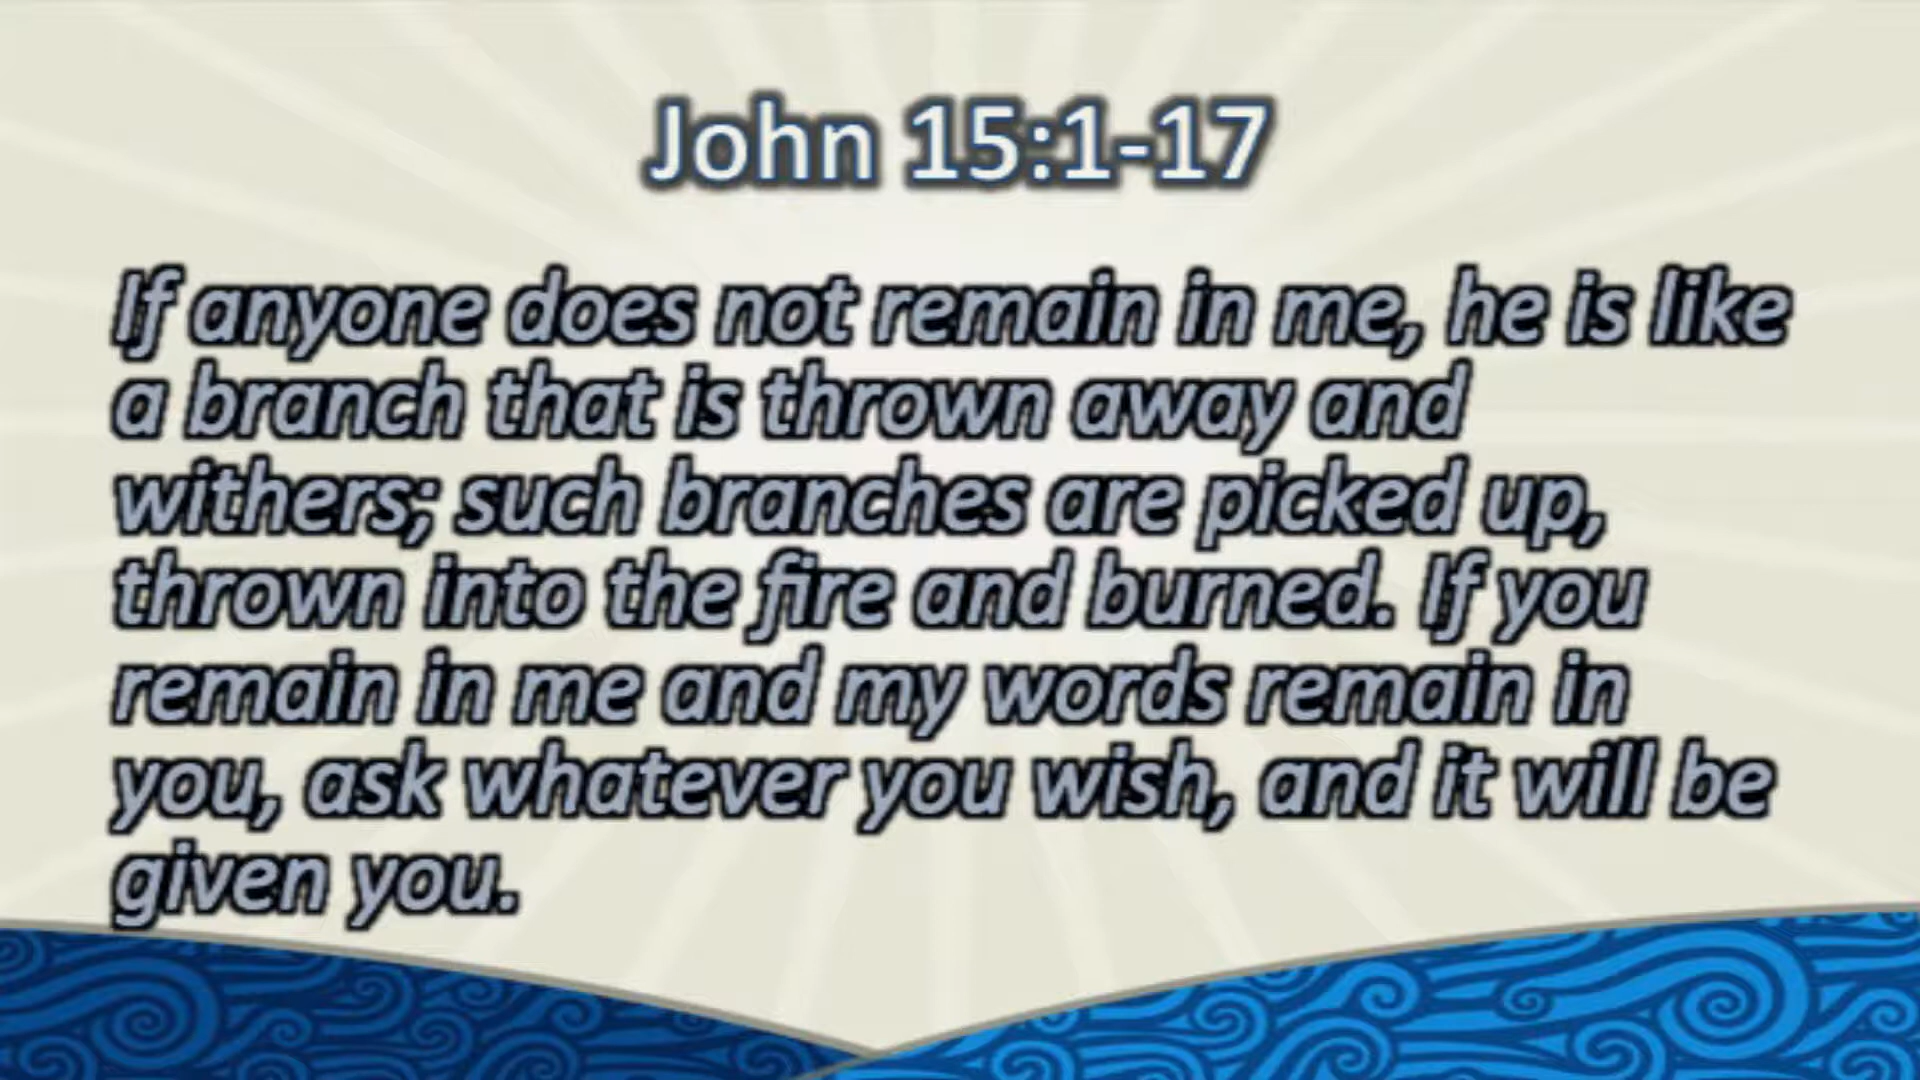 John 15:1-17
If anyone does not remain in me, he is like
a branch that is thrown away and
withers; such branches are picked up,
thrown into the fire and burned. If you
remain in me and my words remain in
you, ask whatever you wish, and it will be
given you.